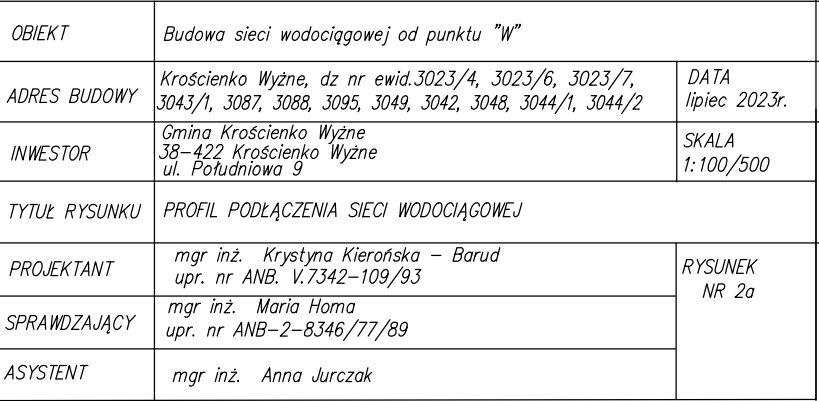 OBIEKT
Budowa sieci wodociągowej od punktu "W"
ADRES BUDOWY
Krościenko Wyżne, dz nr ewid.3023/4, 3023/6, 3023/7,
3043/1, 3087, 3088, 3095, 3049, 3042, 3048, 3044/1, 3044/2
DATA
lipiec 2023r.
INWESTOR
Gmina Krościenko Wyżne
38-422 Krościenko Wyżne
ul. Południowa 9
SKALA
1:100/500
TYTUŁ RYSUNKU
PROFIL PODŁĄCZENIA SIECI WODOCIĄGOWEJ
PROJEKTANT
mgr inż. Krystyna Kierońska - Barud
upr. nr ANB. V.7342-109/93
RYSUNEK
NR 2a
SPRAWDZAJĄCY
mgr inż. Maria Homa
upr. nr ANB-2-8346/77/89
ASYSTENT
mgr inż. Anna Jurczak